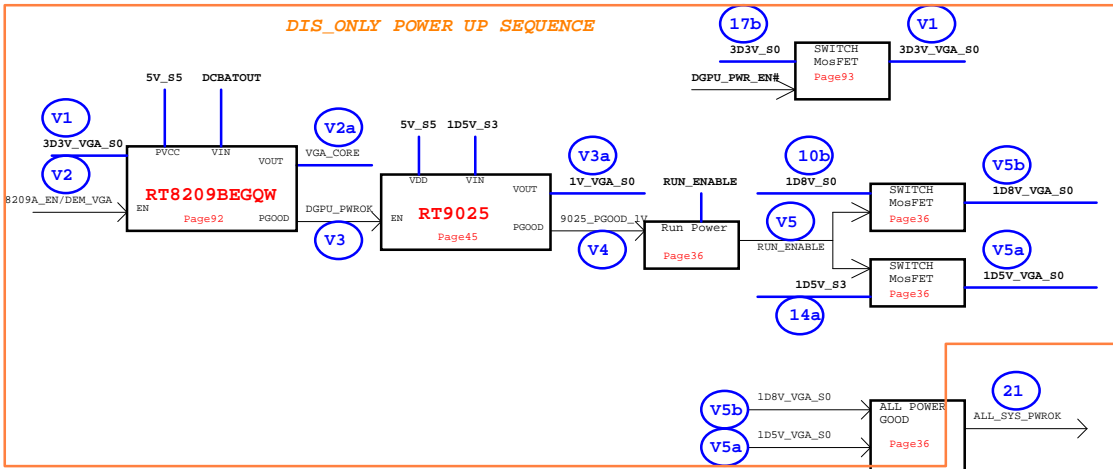 DIS_ONLY POWER UP SEQUENCE
17b
V1
3D3V_S0
SWITCH
MosFET
Page93
3D3V_VGA_S0
DGPU_PWR_EN#
5V_S5
DCBATOUT
V1
3D3V_VGA_S0
V2
8209A_EN/DEM_VGA
PVCC
VIN
VOUT
RT8209BEGQW
EN
Page92
PGOOD
V2a
VGA_CORE
DGPU_PWROK
V3
5V_S5
1D5V_S3
VDD
VIN
VOUT
RT9025
EN
Page45
PGOOD
V3a
1V_VGA_S0
9025_PGOOD_1V
V4
RUN_ENABLE
Run Power
Page36
V5
RUN_ENABLE
10b
1D8V_S0
SWITCH
MosFET
Page36
V5b
1D8V_VGA_S0
V5a
SWITCH
MosFET
Page36
1D5V_VGA_S0
1D5V_S3
14a
V5b
1D8V_VGA_S0
V5a
1D5V_VGA_S0
ALL POWER
GOOD
Page36
21
ALL_SYS_PWROK